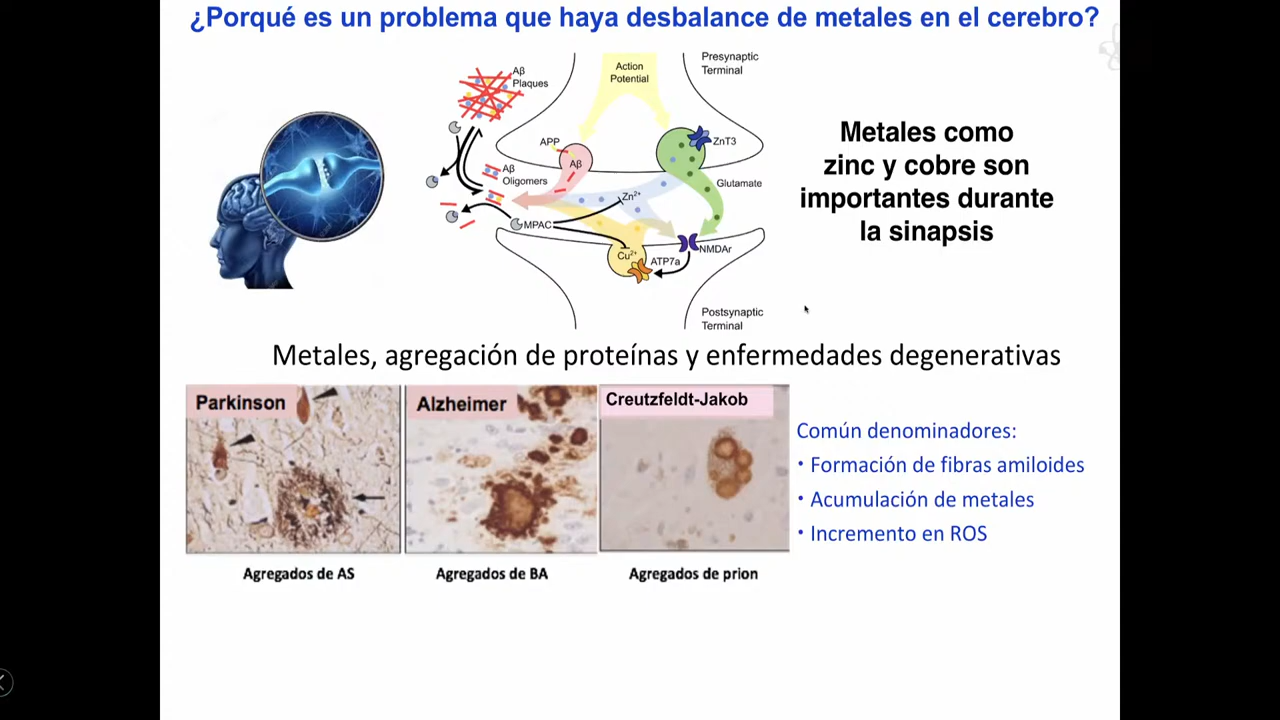 ¿Porqué es un problema que haya desbalance de metales en el cerebro?
Aβ
Plaques
Action
Potential
Presynaptic
Terminal
APP
Aβ
ZnT3
Aβ
Oligomers
Glutamate
Zn²⁺
MPAC
Cu²⁺
ATP7a
NMDAr
Postsynaptic
Terminal
Metales como
zinc y cobre son
importantes durante
la sinapsis
Metales, agregación de proteínas y enfermedades degenerativas
Parkinson
Alzheimer
Creutzfeldt-Jakob
Agregados de AS
Agregados de BA
Agregados de prion
Común denominadores:
• Formación de fibras amiloides
• Acumulación de metales
• Incremento en ROS